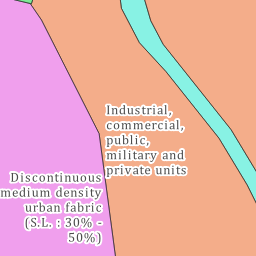 Industrial,
commercial,
public,
military and
private units
Discontinuous
medium density
urban fabric
(S.L. : 30% -
50%)